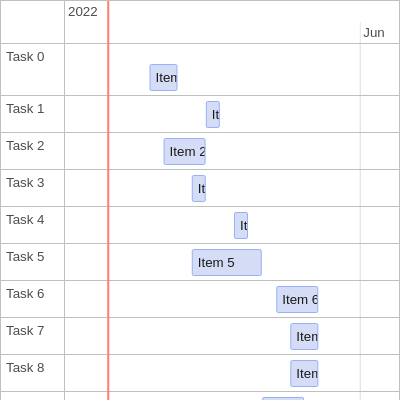 2022
Jun
Task 0
Iten
Task 1
It
Task 2
Item 2
Task 3
It
Task 4
It
Task 5
Item 5
Task 6
Item 6
Task 7
Iten
Task 8
Iten